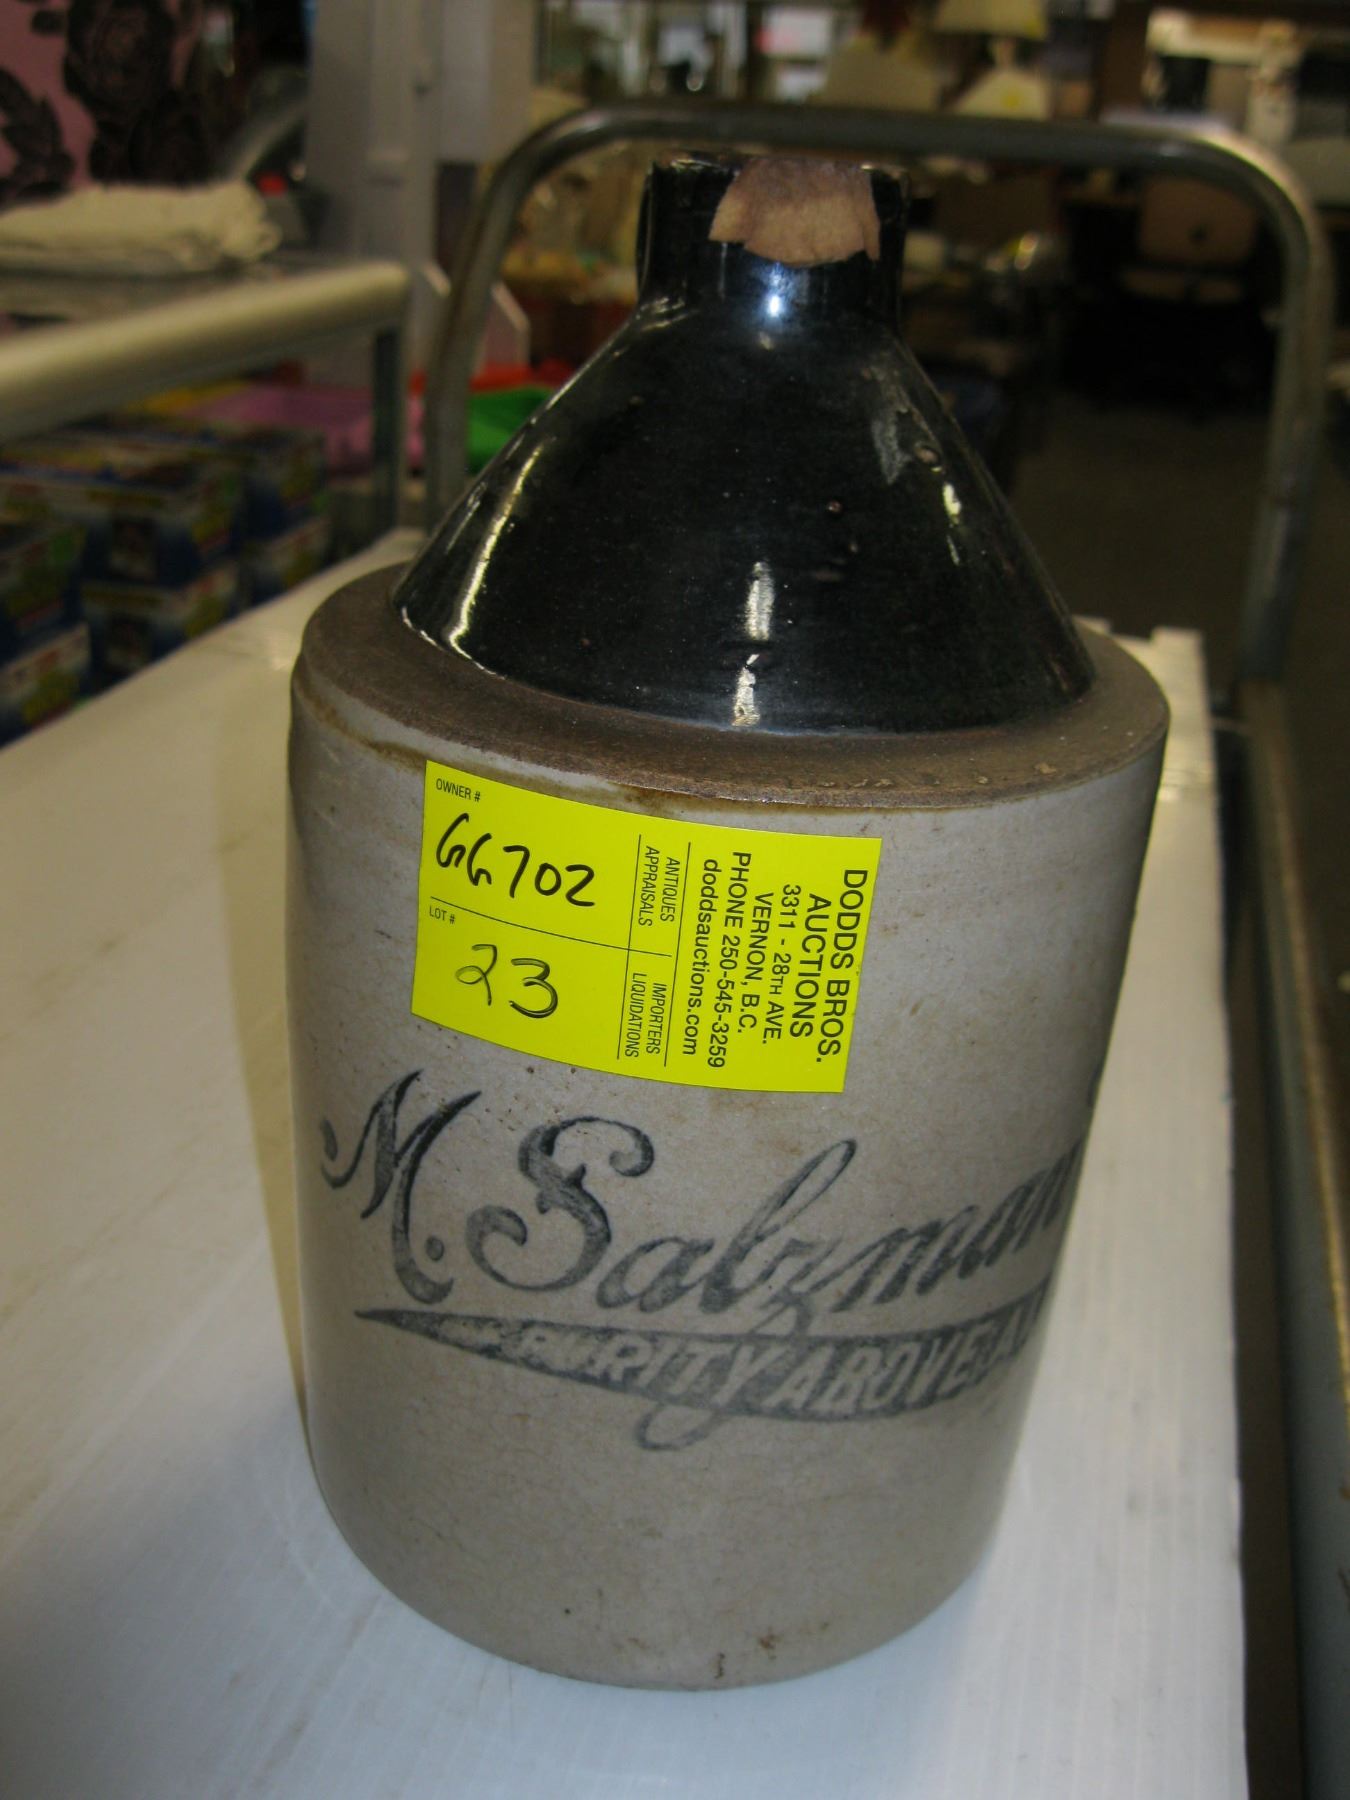 OWNER #
GG702
LOT #
23
ANTIQUES
APPRAISALS
IMPORTERS
LIQUIDATIONS
DODDS BROS.
AUCTIONS
3311 - 28TH AVE.
VERNON, B.C.
PHONE 250-545-3259
doddsauctions.com
M. Salzman
PURITY ABOVE